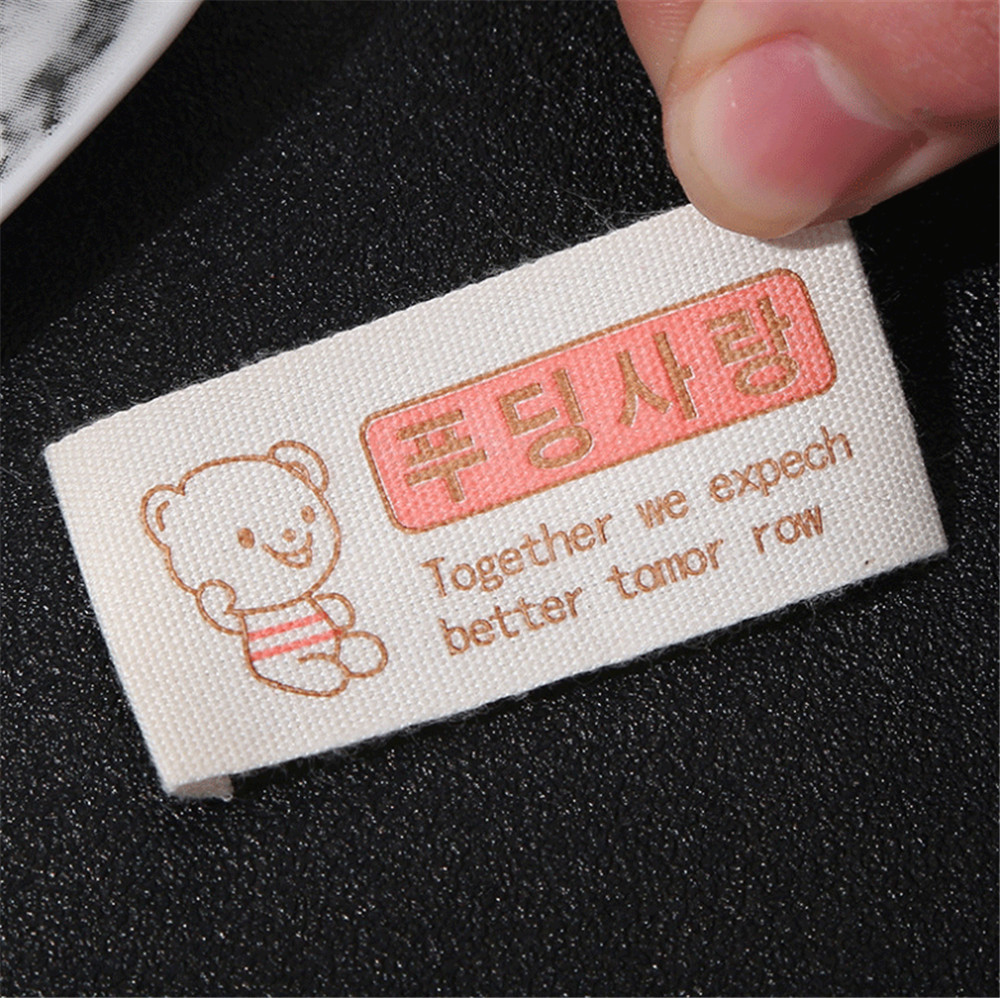 푸딩사랑
Together we expech
better tamor row